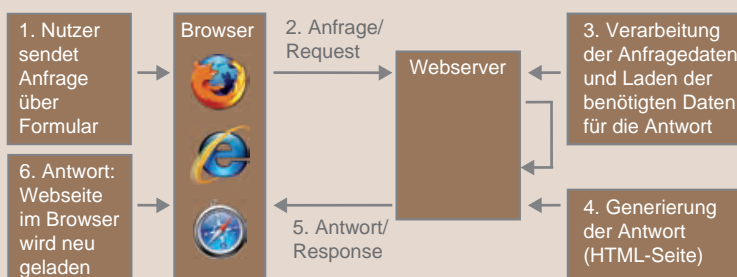 1. Nutzer
sendet
Anfrage
über
Formular
Browser
2. Anfrage/
Request
Webserver
3. Verarbeitung
der Anfragedaten
und Laden der
benötigten Daten
für die Antwort
4. Generierung
der Antwort
(HTML-Seite)
5. Antwort/
Response
6. Antwort:
Webseite
im Browser
wird neu
geladen